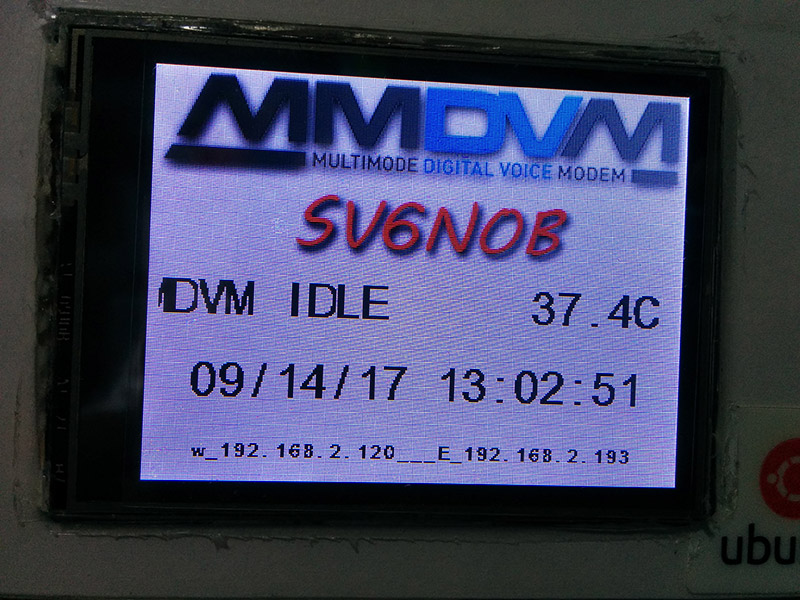 MMDVM
MULTIMODE DIGITAL VOICE MODEM
SV6NOB
MDVM IDLE 37.4C
09/14/17 13:02:51
w_192.168.2.120___E_192.168.2.193
ubu